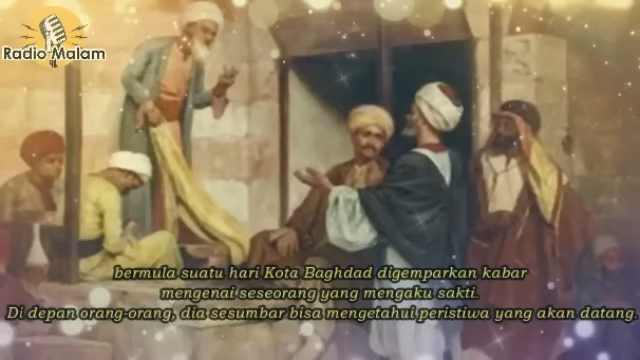 Radio Malam
bermula suatu hari Kota Baghdad digemparkan kabar
mengenai seseorang yang mengaku sakti.
Di depan orang-orang, dia sesumbar bisa mengetahui peristiwa yang akan datang.